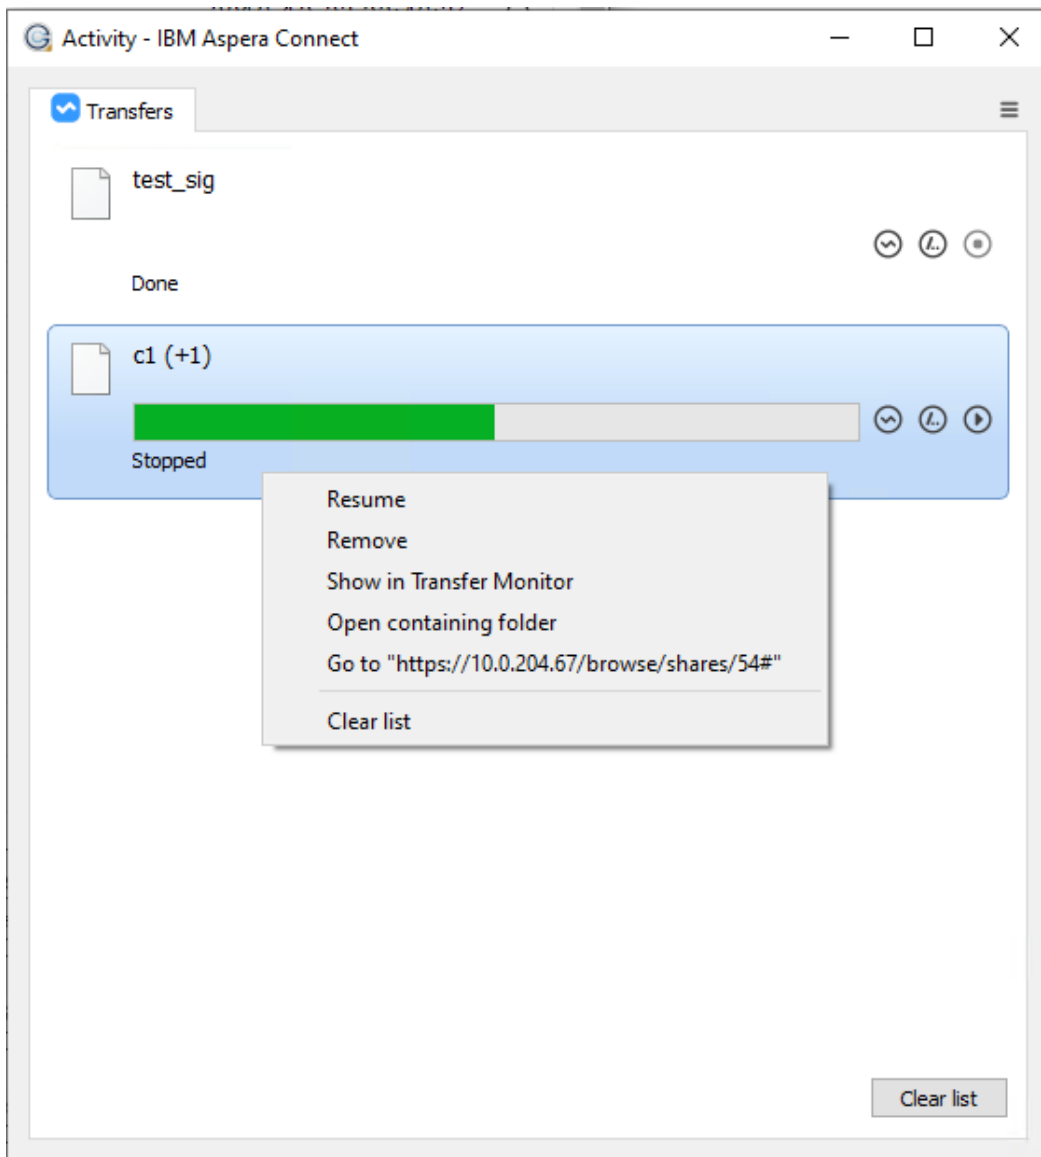 Activity - IBM Aspera Connect
Transfers
test_sig
Done
c1 (+1)
Stopped
Resume
Remove
Show in Transfer Monitor
Open containing folder
Go to "https://10.0.204.67/browse/shares/54#"
Clear list
Clear list